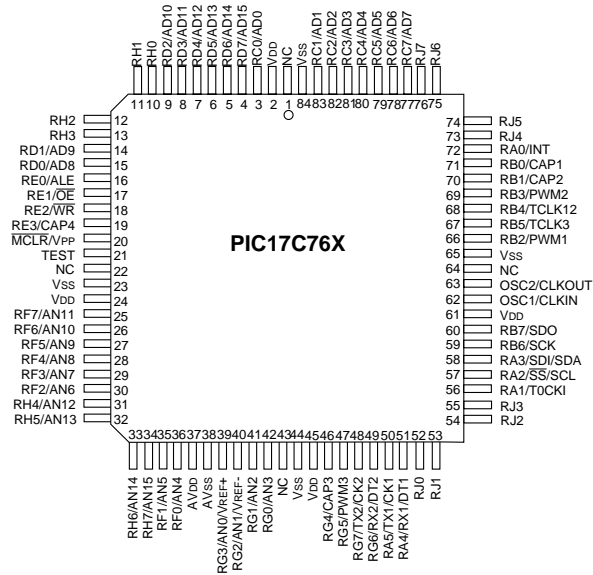 RH1
RH0
RD2/AD10
RD3/AD11
RD4/AD12
RD5/AD13
RD6/AD14
RD7/AD15
RC0/AD0
VDD
NC
VSS
RC1/AD1
RC2/AD2
RC3/AD3
RC4/AD4
RC5/AD5
RC6/AD6
RC7/AD7
RJ7
RJ6
11 10 9 8 7 6 5 4 3 2 1 84 83 82 81 80 79 78 77 76 75
RH2 12
RH3 13
RD1/AD9 14
RD0/AD8 15
RE0/ALE 16
RE1/OE 17
RE2/WR 18
RE3/CAP4 19
MCLR/VPP 20
TEST 21
NC 22
VSS 23
VDD 24
RF7/AN11 25
RF6/AN10 26
RF5/AN9 27
RF4/AN8 28
RF3/AN7 29
RF2/AN6 30
RH4/AN12 31
RH5/AN13 32
PIC17C76X
74 RJ5
73 RJ4
72 RA0/INT
71 RB0/CAP1
70 RB1/CAP2
69 RB3/PWM2
68 RB4/TCLK12
67 RB5/TCLK3
66 RB2/PWM1
65 VSS
64 NC
63 OSC2/CLKOUT
62 OSC1/CLKIN
61 VDD
60 RB7/SDO
59 RB6/SCK
58 RA3/SDI/SDA
57 RA2/SS/SCL
56 RA1/T0CKI
55 RJ3
54 RJ2
33 34 35 36 37 38 39 40 41 42 43 44 45 46 47 48 49 50 51 52 53
RH6/AN14
RH7/AN15
RF1/AN5
RF0/AN4
AVDD
AVSS
RG3/AN0/VREF+
RG2/AN1/VREF-
RG1/AN2
RG0/AN3
NC
VSS
VDD
RG4/CAP3
RG5/PWM3
RG7/TX2/CK2
RG6/RX2/DT2
RA5/TX1/CK1
RA4/RX1/DT1
RJ0
RJ1